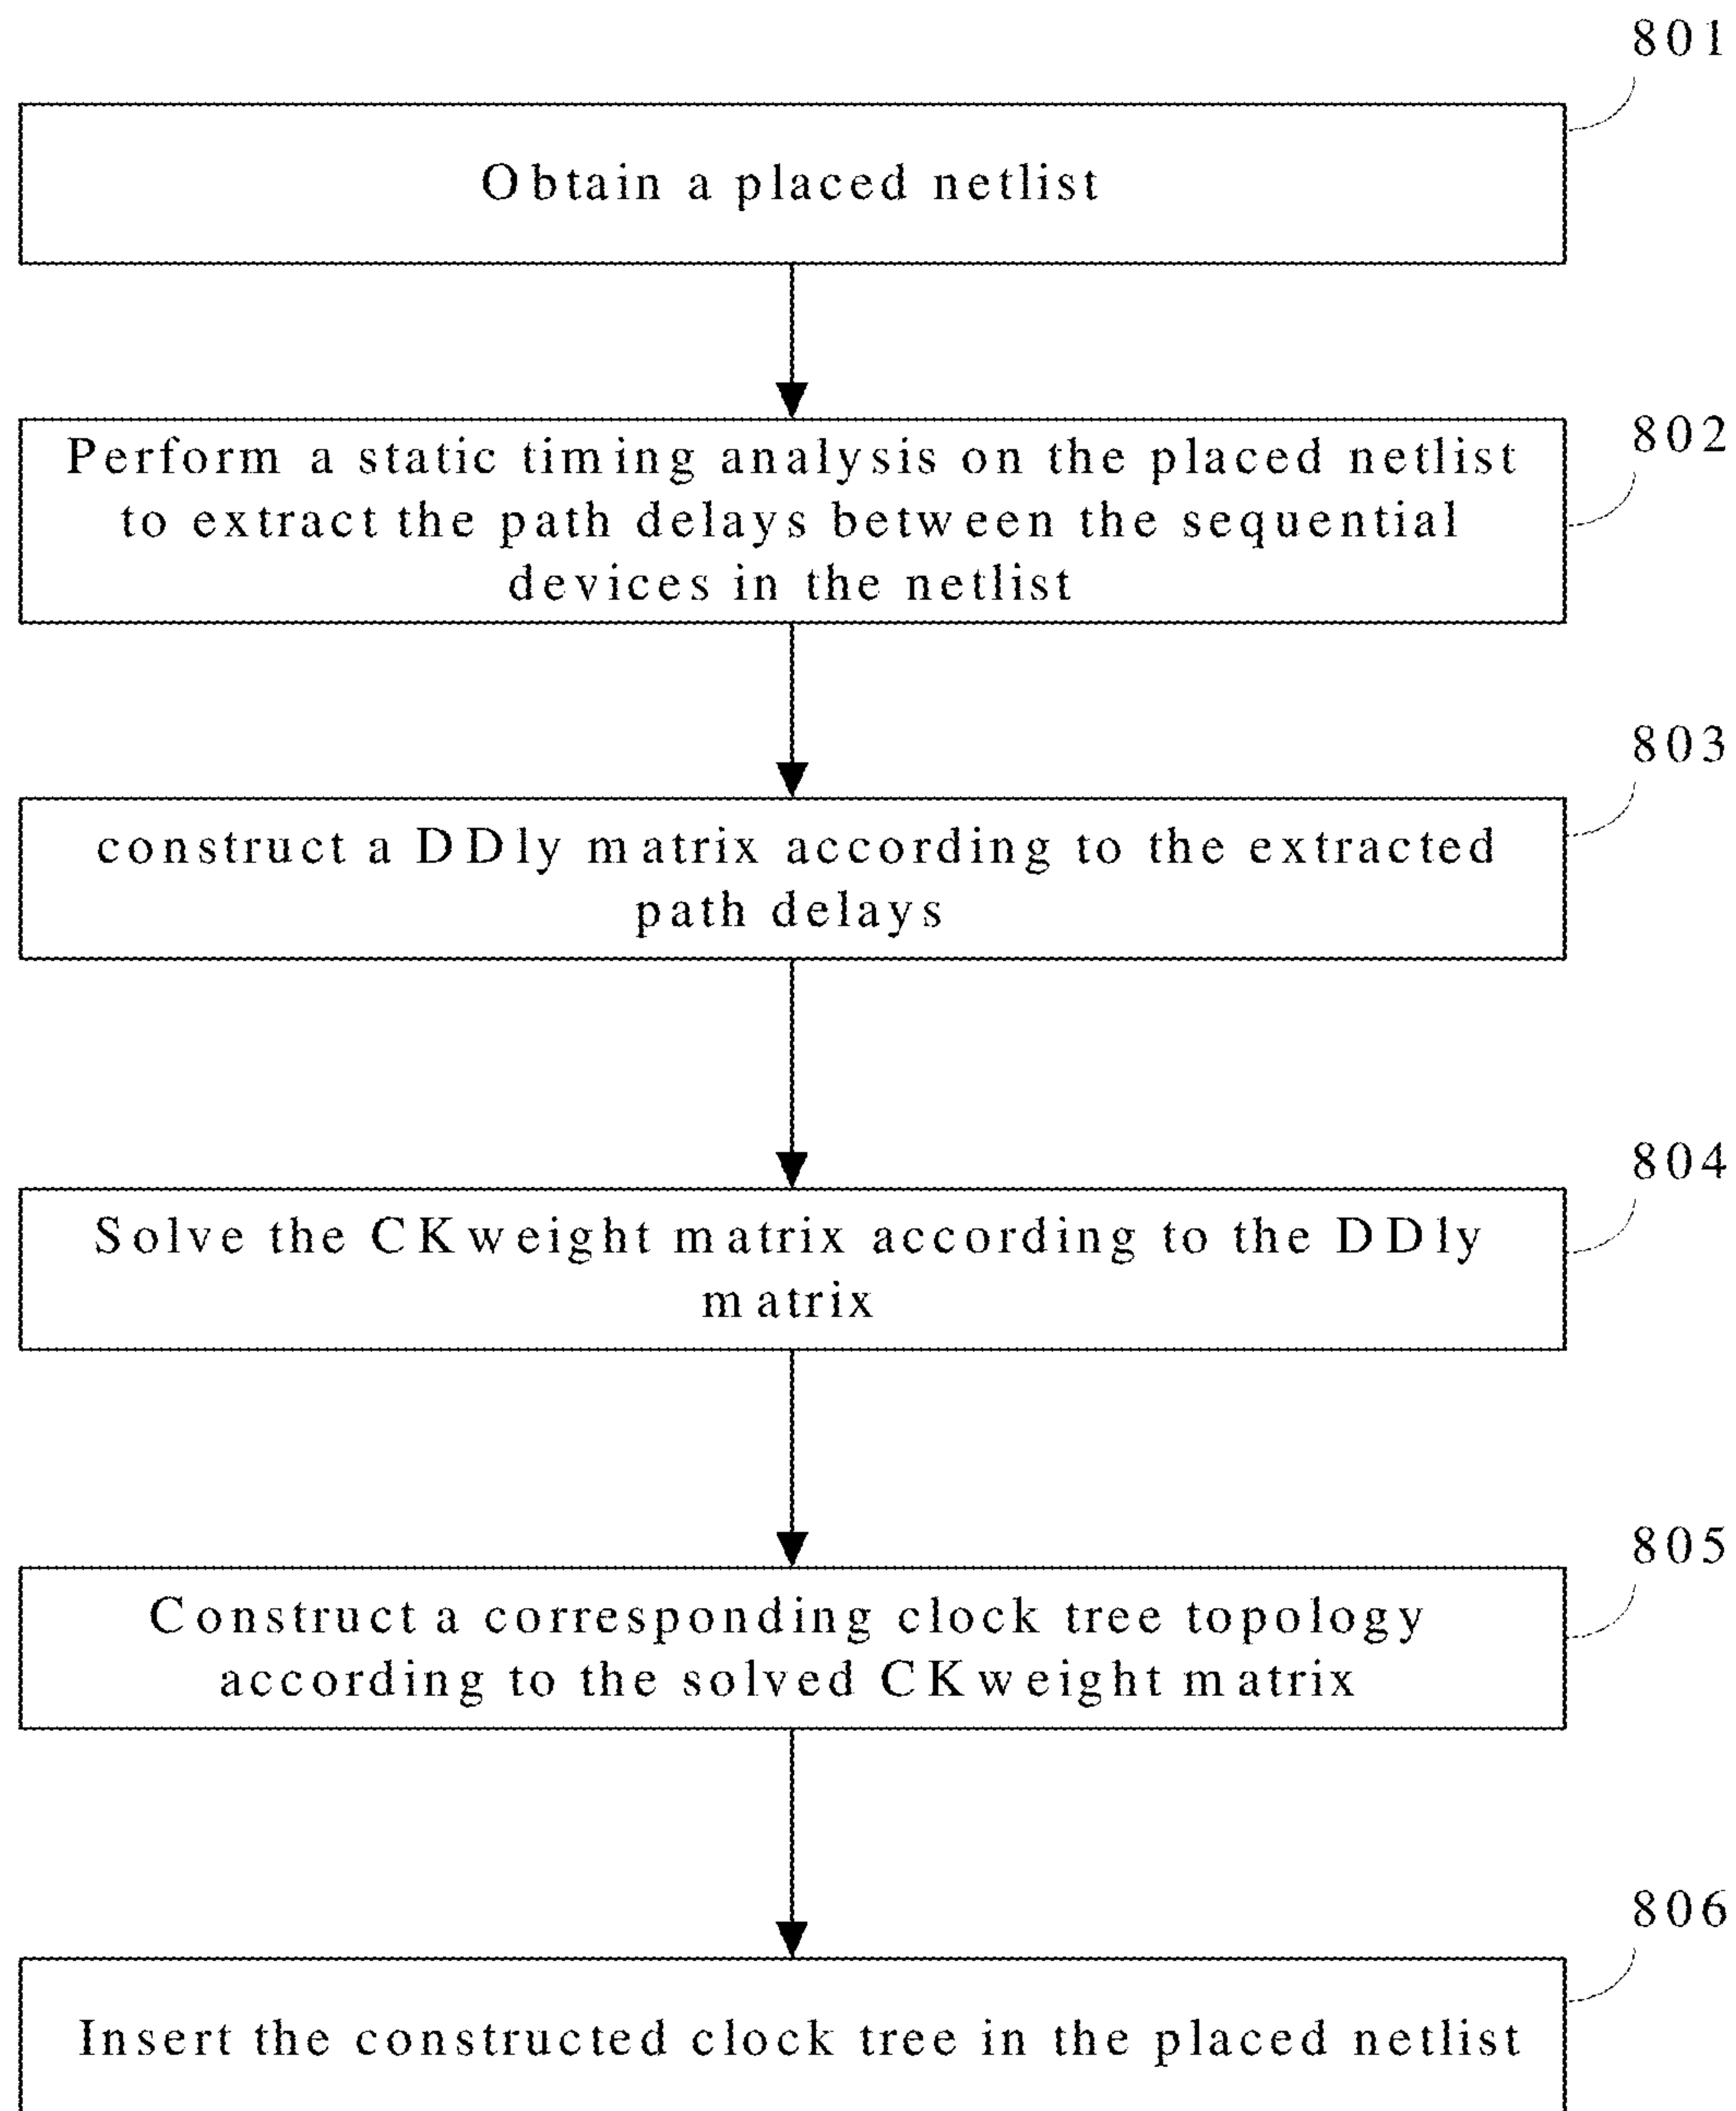 801
Obtain a placed netlist
802
Perform a static timing analysis on the placed netlist
to extract the path delays between the sequential
devices in the netlist
803
construct a DDly matrix according to the extracted
path delays
804
Solve the CKweight matrix according to the DDly
matrix
805
Construct a corresponding clock tree topology
according to the solved CKweight matrix
806
Insert the constructed clock tree in the placed netlist